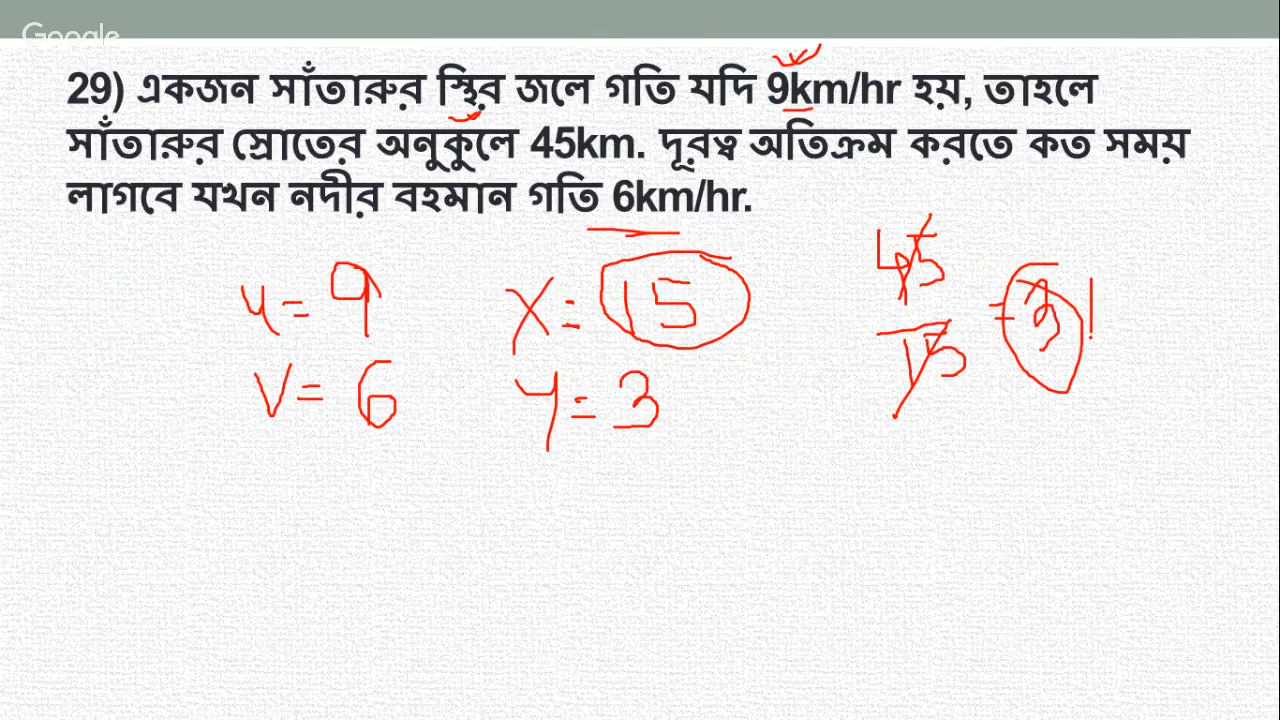 Google
29) একজন সাঁতারুর স্থির জলে গতি যদি 9km/hr হয়, তাহলে
সাঁতারুর স্রোতের অনুকুলে 45km. দূরত্ব অতিক্রম করতে কত সময়
লাগবে যখন নদীর বহমান গতি 6km/hr.
u = 9
v = 6
x = 15
y = 3
45
15
= 3